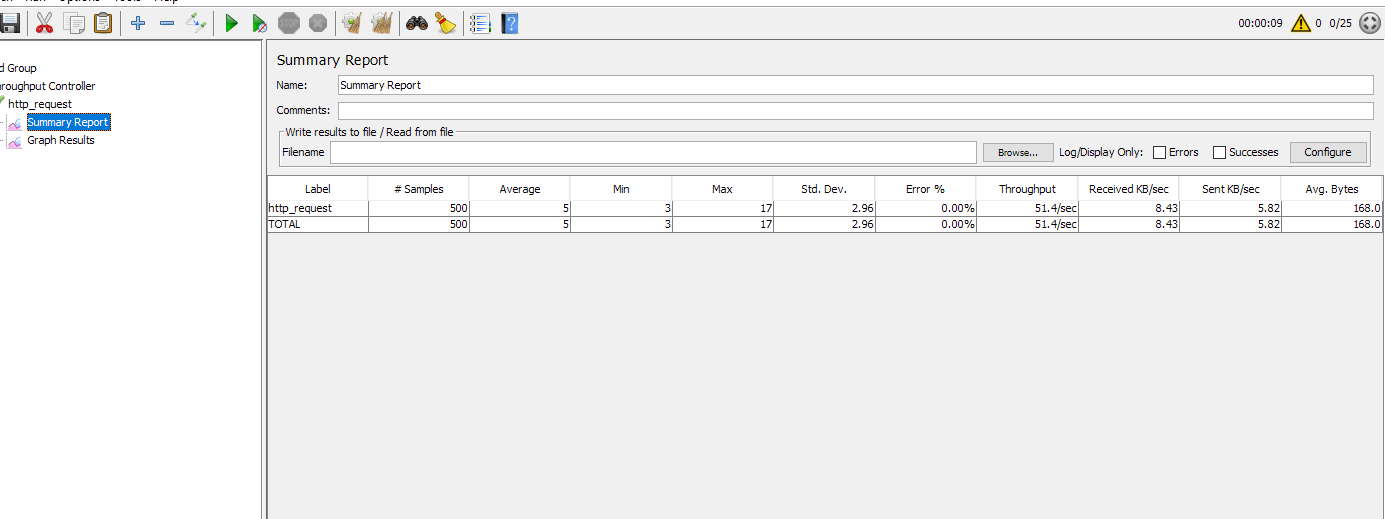 Options
Help
STOP
00:00:09 0 0/25
d Group
hroughput Controller
http_request
Summary Report
Graph Results
Summary Report
Name: Summary Report
Comments:
Write results to file / Read from file
Filename Browse... Log/Display Only: Errors Successes Configure
Label # Samples Average Min Max Std. Dev. Error % Throughput Received KB/sec Sent KB/sec Avg. Bytes
http_request 500 5 3 17 2.96 0.00% 51.4/sec 8.43 5.82 168.0
TOTAL 500 5 3 17 2.96 0.00% 51.4/sec 8.43 5.82 168.0